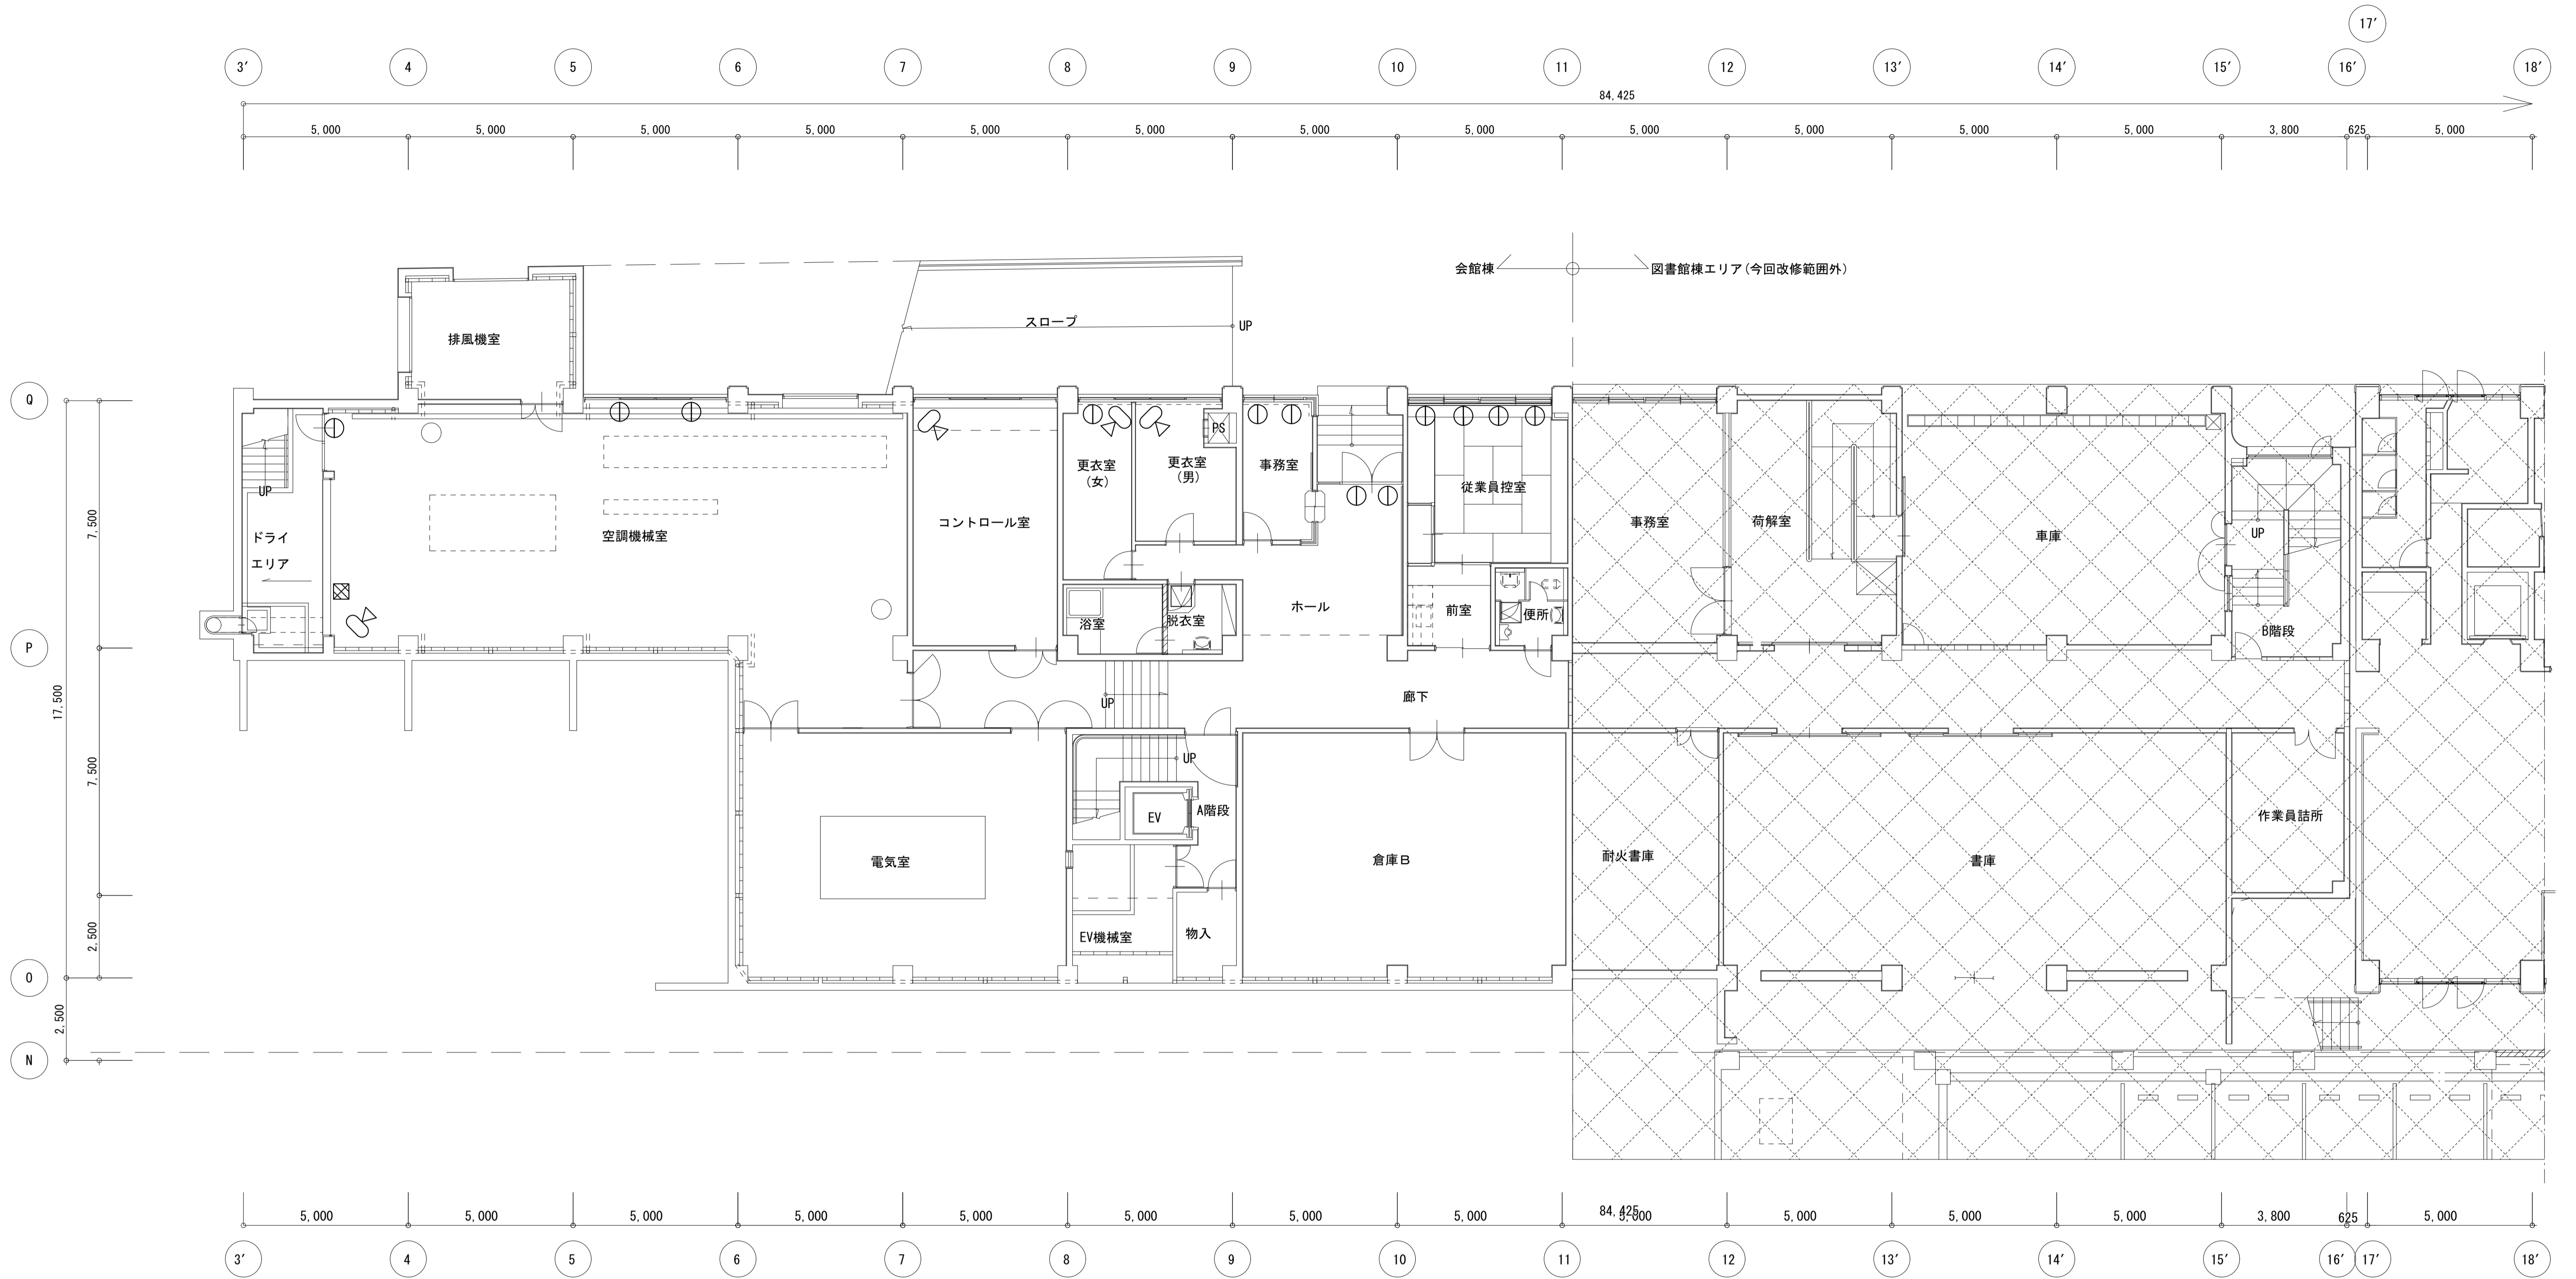 17'
3' 4 5 6 7 8 9 10 11 12 13' 14' 15' 16' 18'
84,425
5,000 5,000 5,000 5,000 5,000 5,000 5,000 5,000 5,000 5,000 5,000 5,000 3,800 625 5,000
会館棟
図書館棟エリア(今回改修範囲外)
スロープ
UP
排風機室
Q
PS
更衣室
(女)
更衣室
(男)
事務室
従業員控室
UP
コントロール室
事務室
荷解室
車庫
UP
7,500
ドライ
エリア
空調機械室
ホール
前室
便所
浴室
脱衣室
B階段
P
17,500
UP
廊下
7,500
UP
EV
A階段
作業員詰所
電気室
倉庫B
耐火書庫
書庫
2,500
EV機械室
物入
O
2,500
N
5,000 5,000 5,000 5,000 5,000 5,000 5,000 5,000 5,000 5,000 5,000 5,000 3,800 625 5,000
84,425
3' 4 5 6 7 8 9 10 11 12 13' 14' 15' 16' 17' 18'